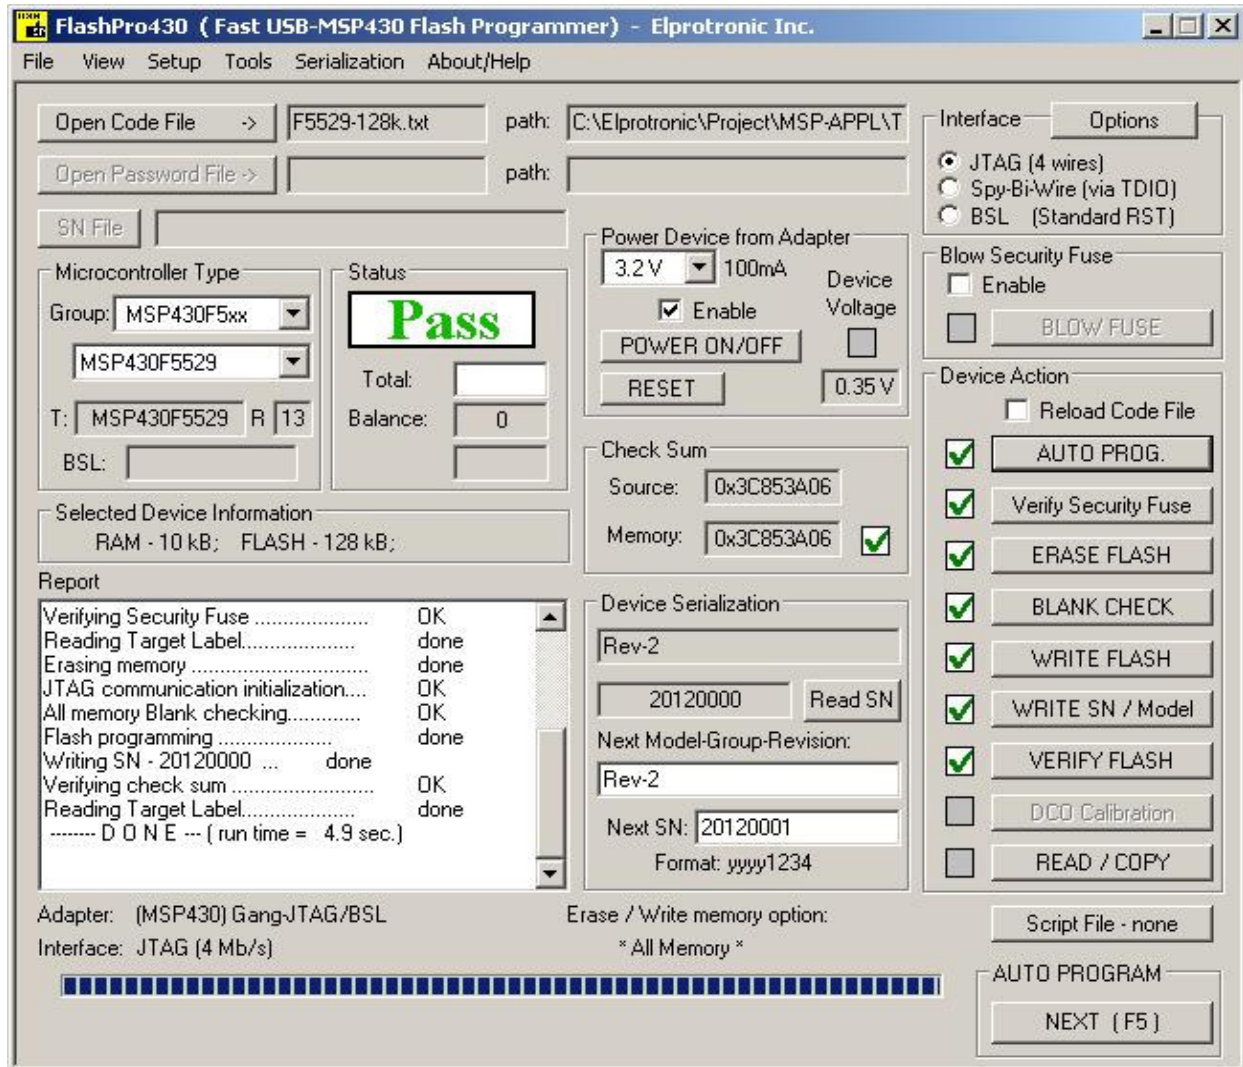 FlashPro430 ( Fast USB-MSP430 Flash Programmer) - Elprotronic Inc.
File View Setup Tools Serialization About/Help
Open Code File -> F5529-128k.txt path: C:\Elprotronic\Project\MSP-APPL\T
Open Password File -> path:
SN File
Interface Options
JTAG (4 wires)
Spy-Bi-Wire (via TDIO)
BSL (Standard RST)
Microcontroller Type
Group: MSP430F5xx
MSP430F5529
T: MSP430F5529 R 13
BSL:
Status
Pass
Total:
Balance: 0
Power Device from Adapter
3.2 V 100mA
Device
Voltage
Enable
POWER ON/OFF
RESET 0.35 V
Blow Security Fuse
Enable
BLOW FUSE
Selected Device Information
RAM - 10 kB; FLASH - 128 kB;
Check Sum
Source: 0x3C853A06
Memory: 0x3C853A06
Device Action
Reload Code File
AUTO PROG.
Verify Security Fuse
ERASE FLASH
BLANK CHECK
WRITE FLASH
WRITE SN / Model
VERIFY FLASH
DCO Calibration
READ / COPY
Report
Verifying Security Fuse ..................... OK
Reading Target Label..................... done
Erasing memory ................................. done
JTAG communication initialization.... OK
All memory Blank checking............. OK
Flash programming ..................... done
Writing SN - 20120000 ... done
Verifying check sum ........................... OK
Reading Target Label..................... done
-------- D O N E --- ( run time = 4.9 sec.)
Device Serialization
Rev-2
20120000 Read SN
Next Model-Group-Revision:
Rev-2
Next SN: 20120001
Format: yyyy1234
Adapter: (MSP430) Gang-JTAG/BSL
Interface: JTAG (4 Mb/s)
Erase / Write memory option:
* All Memory *
Script File - none
AUTO PROGRAM
NEXT ( F5 )